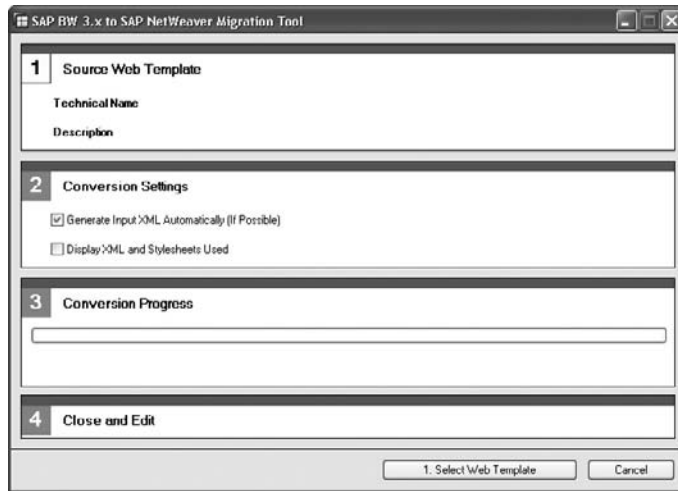 SAP BW 3.x to SAP NetWeaver Migration Tool
1 Source Web Template
Technical Name
Description
2 Conversion Settings
Generate Input XML Automatically (If Possible)
Display XML and Stylesheets Used
3 Conversion Progress
4 Close and Edit
1. Select Web Template Cancel